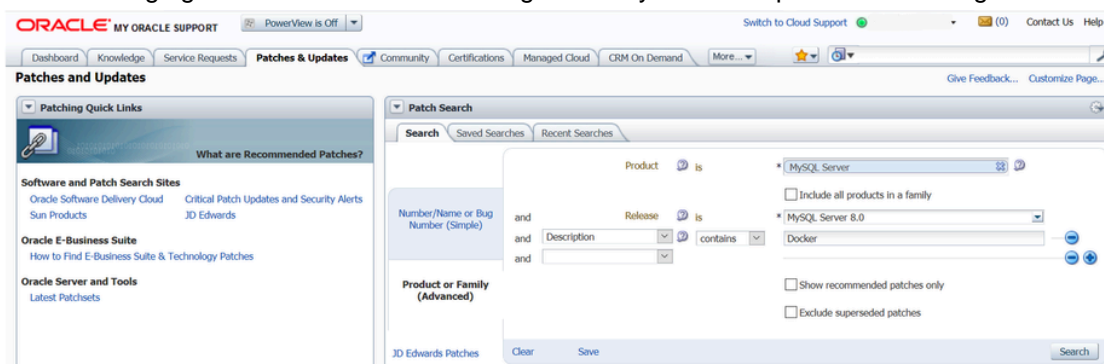 ORACLE MY ORACLE SUPPORT PowerView is Off Switch to Cloud Support (0) Contact Us Help
Dashboard Knowledge Service Requests Patches & Updates Community Certifications Managed Cloud CRM On Demand More...
Patches and Updates Give Feedback... Customize Page...
Patching Quick Links
What are Recommended Patches?
Software and Patch Search Sites
Oracle Software Delivery Cloud Critical Patch Updates and Security Alerts
Sun Products JD Edwards
Oracle E-Business Suite
How to Find E-Business Suite & Technology Patches
Oracle Server and Tools
Latest Patchsets
Patch Search
Search Saved Searches Recent Searches
Number/Name or Bug
Number (Simple)
Product or Family
(Advanced)
JD Edwards Patches
Product is * MySQL Server
Include all products in a family
and Release is * MySQL Server 8.0
and Description contains Docker
and
Show recommended patches only
Exclude superseded patches
Clear Save Search